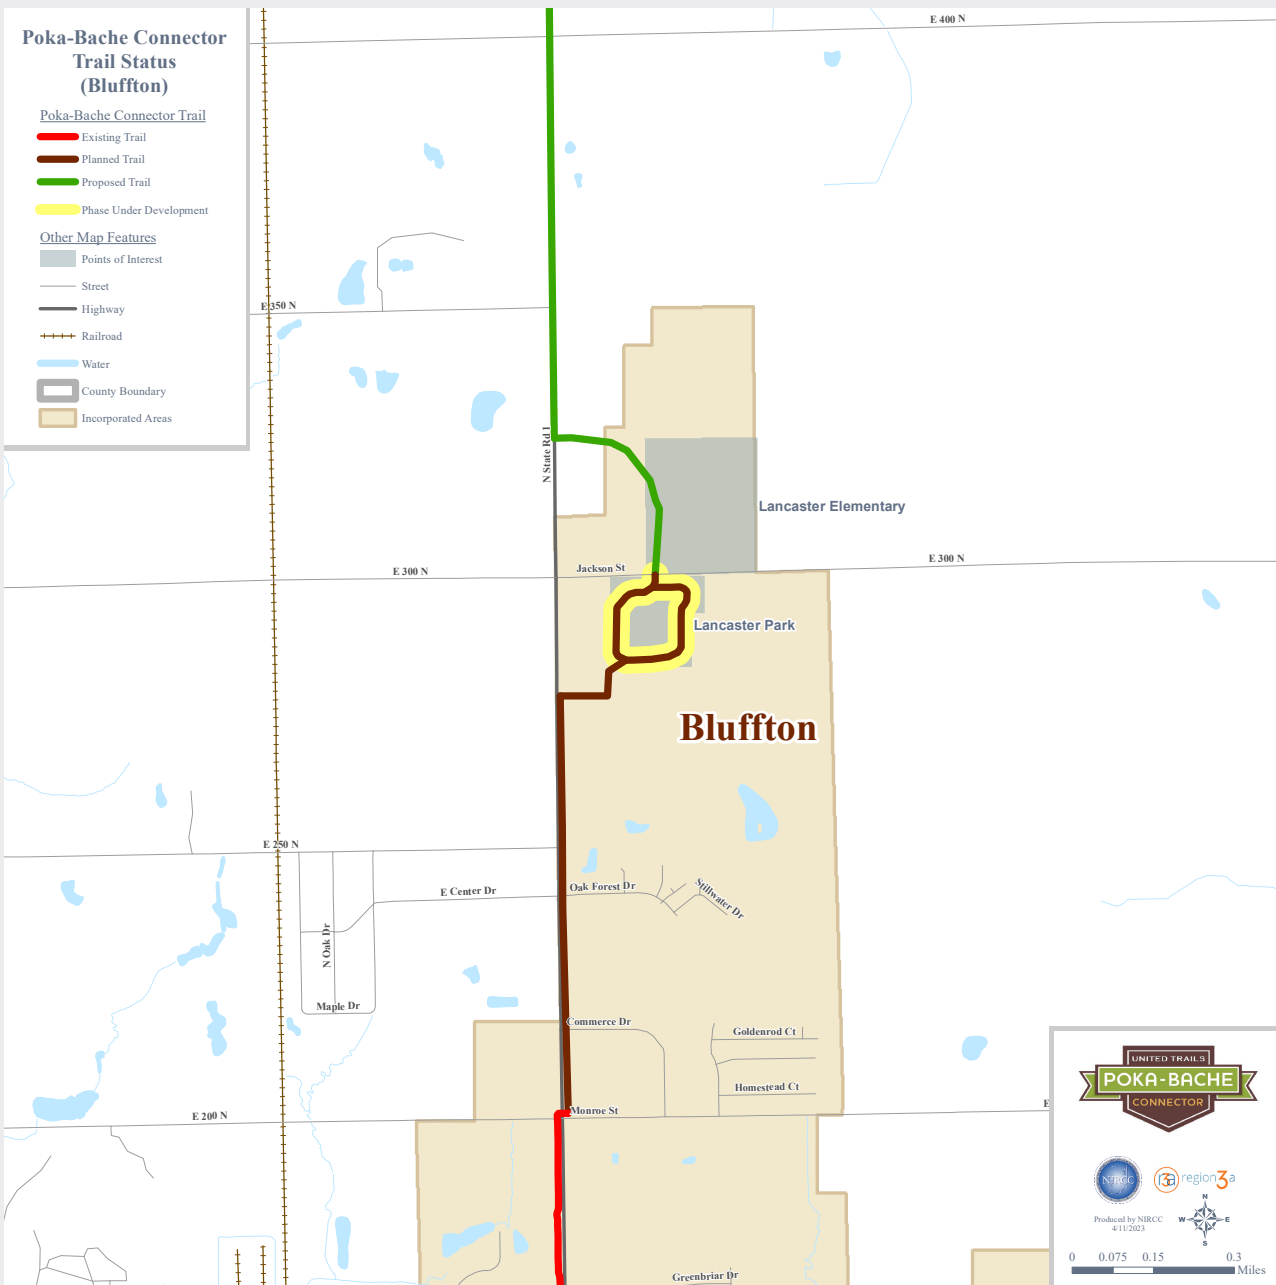 Poka-Bache Connector
Trail Status
(Bluffton)
Poka-Bache Connector Trail
Existing Trail
Planned Trail
Proposed Trail
Phase Under Development
Other Map Features
Points of Interest
Street
Highway
Railroad
Water
County Boundary
Incorporated Areas
E 400 N
E 350 N
N State Rd 1
Lancaster Elementary
E 300 N
Jackson St
E 300 N
Lancaster Park
Bluffton
E 250 N
E Center Dr
Oak Forest Dr
Stillwater Dr
N Oak Dr
Maple Dr
Commerce Dr
Goldenrod Ct
Homestead Ct
E 200 N
Monroe St
E
Greenbriar Dr
UNITED TRAILS
POKA-BACHE
CONNECTOR
NIRCC
region3a
Produced by NIRCC
4/11/2023
N
W E
S
0 0.075 0.15 0.3
Miles